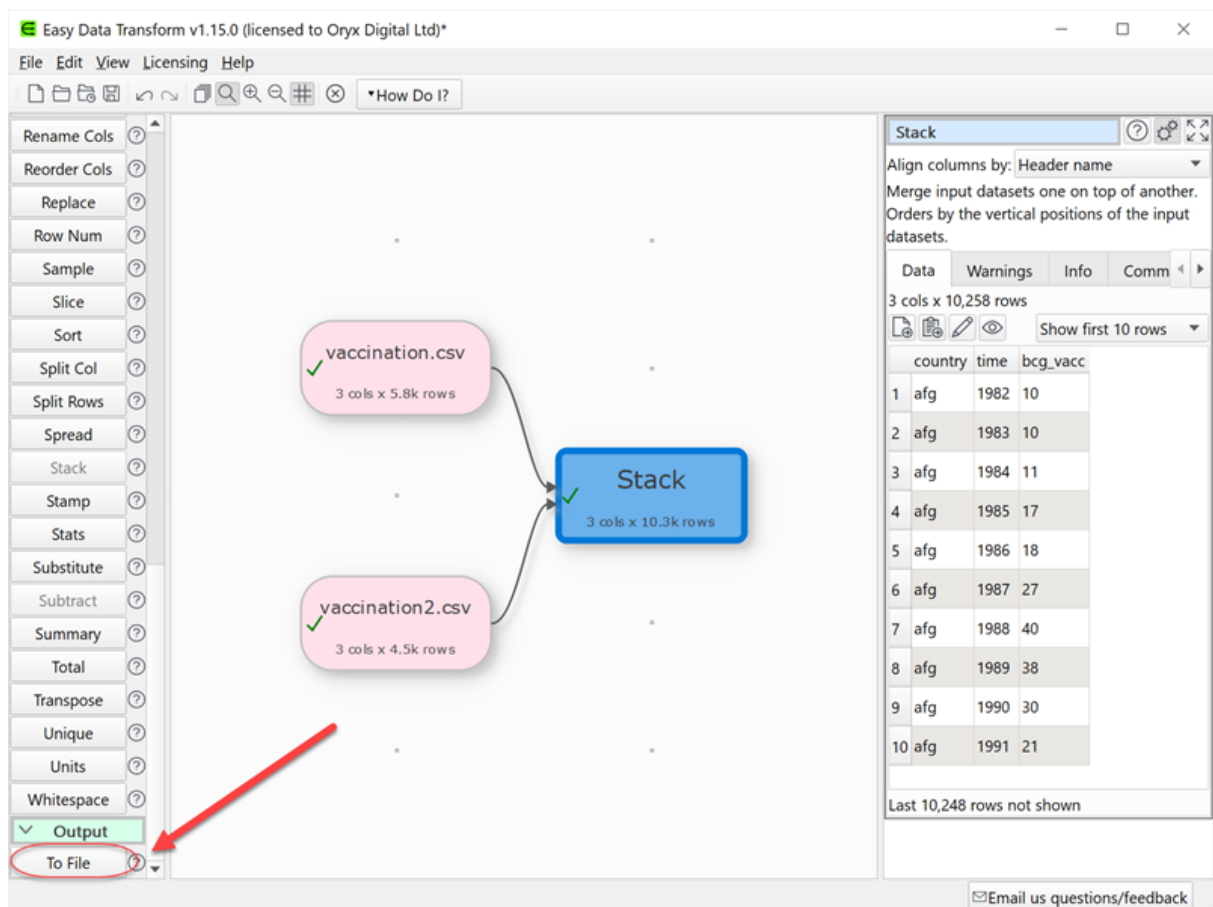 Easy Data Transform v1.15.0 (licensed to Oryx Digital Ltd)*
File Edit View Licensing Help
How Do I?
Rename Cols
Reorder Cols
Replace
Row Num
Sample
Slice
Sort
Split Col
Split Rows
Spread
Stack
Stamp
Stats
Substitute
Subtract
Summary
Total
Transpose
Unique
Units
Whitespace
Output
To File
vaccination.csv
3 cols x 5.8k rows
Stack
3 cols x 10.3k rows
vaccination2.csv
3 cols x 4.5k rows
Stack
Align columns by: Header name
Merge input datasets one on top of another.
Orders by the vertical positions of the input
datasets.
Data Warnings Info Comm
3 cols x 10,258 rows
Show first 10 rows
country time bcg_vacc
1 afg 1982 10
2 afg 1983 10
3 afg 1984 11
4 afg 1985 17
5 afg 1986 18
6 afg 1987 27
7 afg 1988 40
8 afg 1989 38
9 afg 1990 30
10 afg 1991 21
Last 10,248 rows not shown
Email us questions/feedback